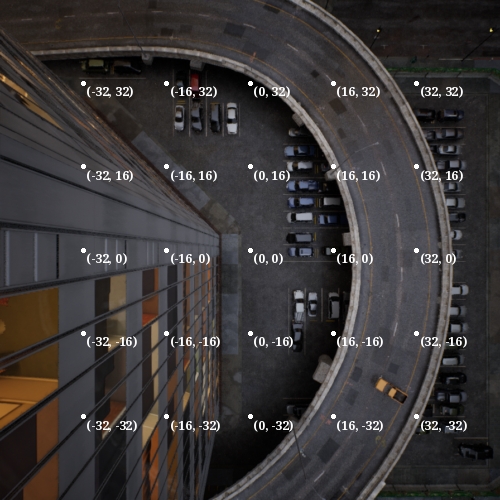 (-32, 32) (-16, 32) (0, 32) (16, 32) (32, 32)
(-32, 16) (-16, 16) (0, 16) (16, 16) (32, 16)
(-32, 0) (-16, 0) (0, 0) (16, 0) (32, 0)
(-32, -16) (-16, -16) (0, -16) (16, -16) (32, -16)
(-32, -32) (-16, -32) (0, -32) (16, -32) (32, -32)